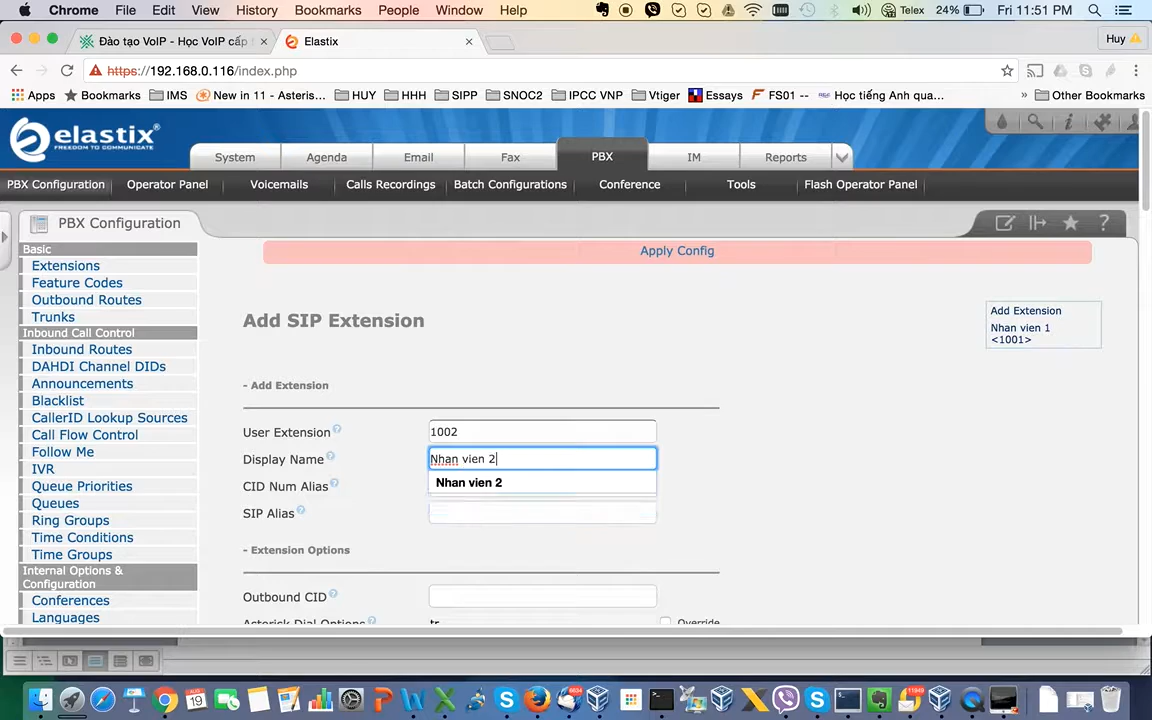 Chrome File Edit View History Bookmarks People Window Help Telex 24% Fri 11:51 PM
Đào tạo VoIP - Học VoIP cấp
Elastix
Huy
https://192.168.0.116/index.php
Apps Bookmarks IMS New in 11 - Asteris... HUY HHH SIPP SNOC2 IPCC VNP Vtiger Essays FS01 -- Học tiếng Anh qua... » Other Bookmarks
elastix
FREEDOM TO COMMUNICATE
System Agenda Email Fax PBX IM Reports
PBX Configuration Operator Panel Voicemails Calls Recordings Batch Configurations Conference Tools Flash Operator Panel
PBX Configuration
Basic
Extensions
Feature Codes
Outbound Routes
Trunks
Inbound Call Control
Inbound Routes
DAHDI Channel DIDs
Announcements
Blacklist
CallerID Lookup Sources
Call Flow Control
Follow Me
IVR
Queue Priorities
Queues
Ring Groups
Time Conditions
Time Groups
Internal Options &
Configuration
Conferences
Languages
Apply Config
Add SIP Extension
- Add Extension
User Extension 1002
Display Name Nhan vien 2
Nhan vien 2
CID Num Alias
SIP Alias
- Extension Options
Outbound CID
Asterisk Dial Options tr Override
Add Extension
Nhan vien 1
<1001>